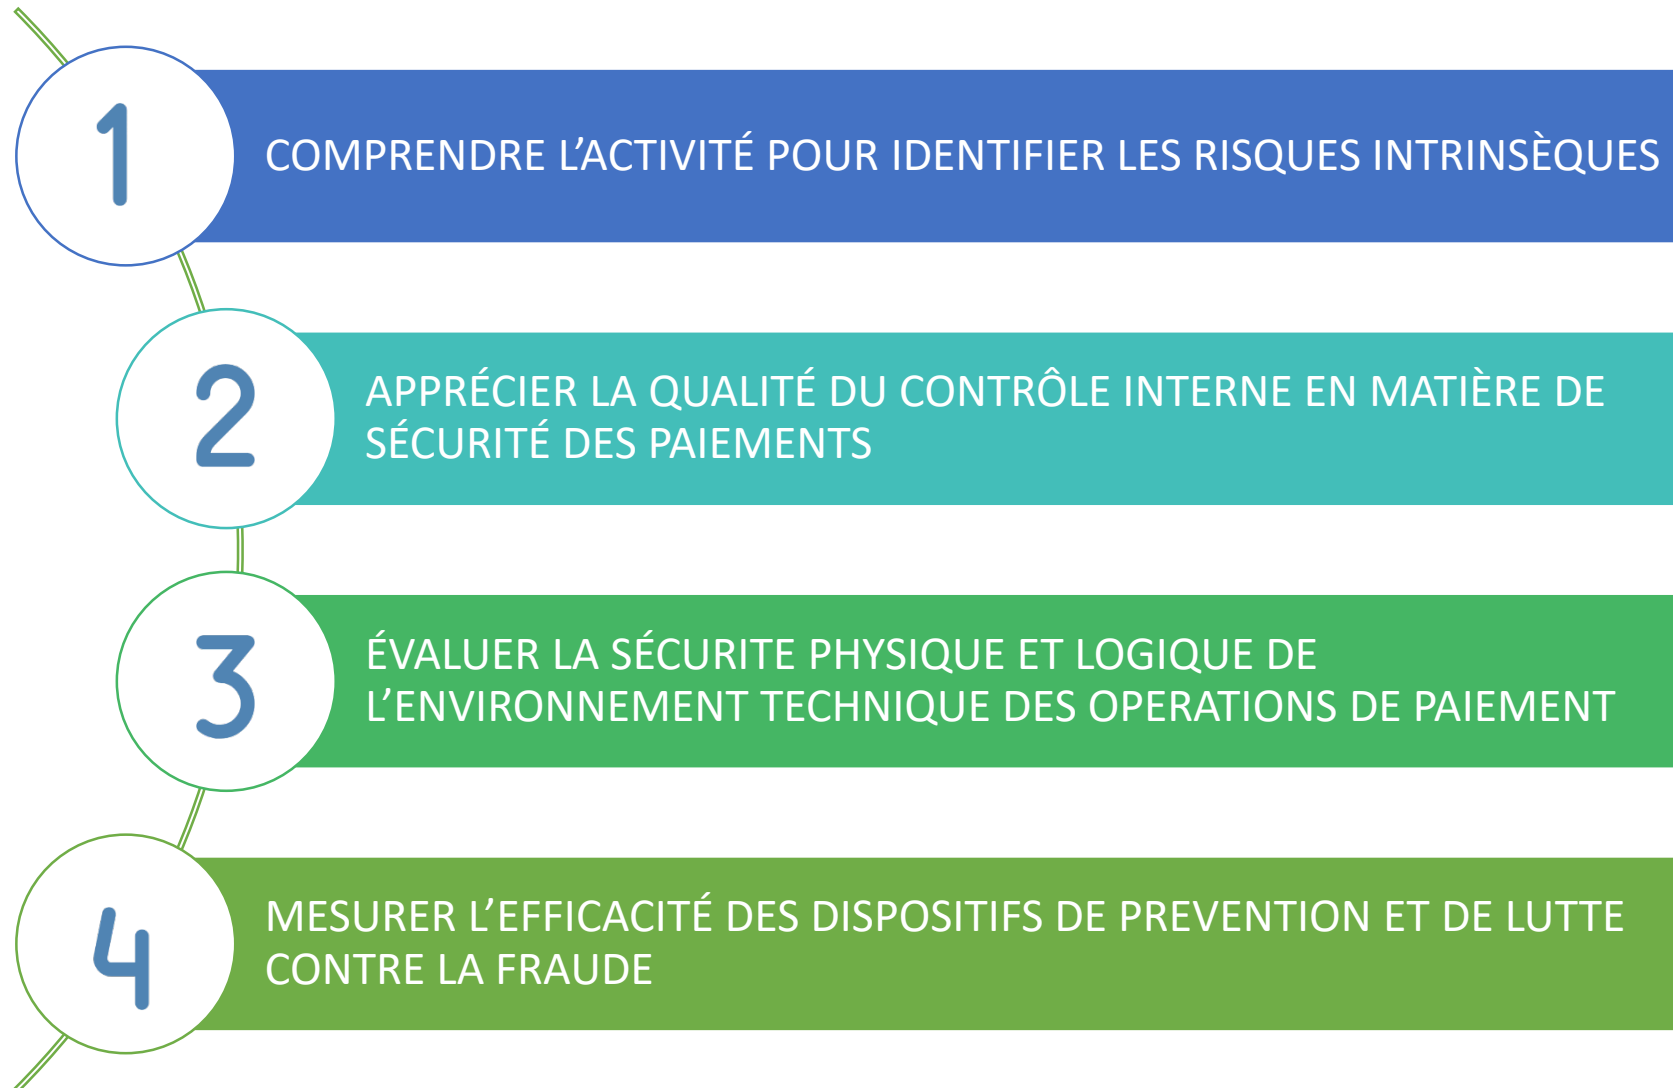 1
COMPRENDRE L’ACTIVITÉ POUR IDENTIFIER LES RISQUES INTRINSÈQUES
2
APPRÉCIER LA QUALITÉ DU CONTRÔLE INTERNE EN MATIÈRE DE
SÉCURITÉ DES PAIEMENTS
3
ÉVALUER LA SÉCURITE PHYSIQUE ET LOGIQUE DE
L’ENVIRONNEMENT TECHNIQUE DES OPERATIONS DE PAIEMENT
4
MESURER L’EFFICACITÉ DES DISPOSITIFS DE PREVENTION ET DE LUTTE
CONTRE LA FRAUDE